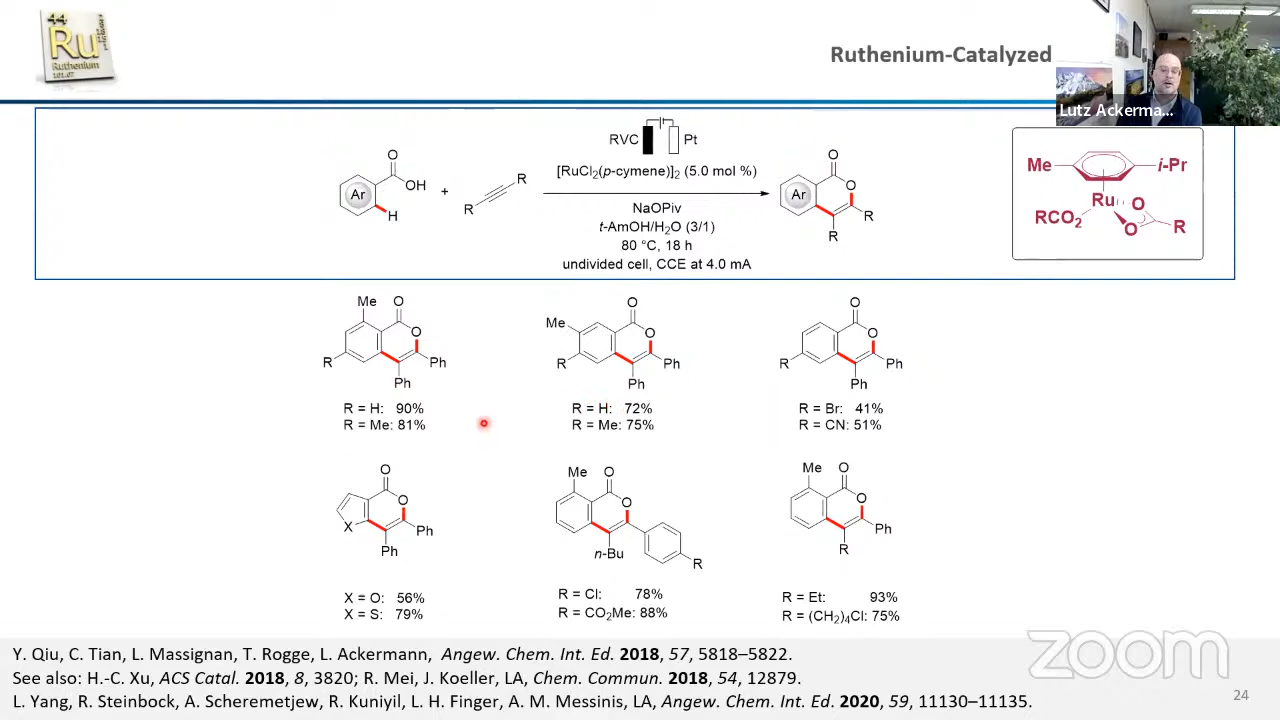 44
Ru
Ruthenium
101.07
Ruthenium-Catalyzed
Lutz Ackerma...
RVC
Pt
[RuCl2(p-cymene)]2 (5.0 mol %)
NaOPiv
t-AmOH/H2O (3/1)
80 °C, 18 h
undivided cell, CCE at 4.0 mA
O
Ar
OH
H
+
R
R
O
O
Ar
R
R
Me
i-Pr
Ru
O
RCO2
O
R
Me
O
O
R
Ph
Ph
R = H: 90%
R = Me: 81%
O
Me
O
R
Ph
Ph
R = H: 72%
R = Me: 75%
O
O
R
Ph
Ph
R = Br: 41%
R = CN: 51%
O
O
X
Ph
Ph
X = O: 56%
X = S: 79%
Me
O
O
n-Bu
R
R = Cl: 78%
R = CO2Me: 88%
Me
O
O
Ph
R
R = Et: 93%
R = (CH2)4Cl: 75%
zoom
Y. Qiu, C. Tian, L. Massignan, T. Rogge, L. Ackermann, Angew. Chem. Int. Ed. 2018, 57, 5818–5822.
See also: H.-C. Xu, ACS Catal. 2018, 8, 3820; R. Mei, J. Koeller, LA, Chem. Commun. 2018, 54, 12879.
L. Yang, R. Steinbock, A. Scheremetjew, R. Kuniyil, L. H. Finger, A. M. Messinis, LA, Angew. Chem. Int. Ed. 2020, 59, 11130–11135.
24